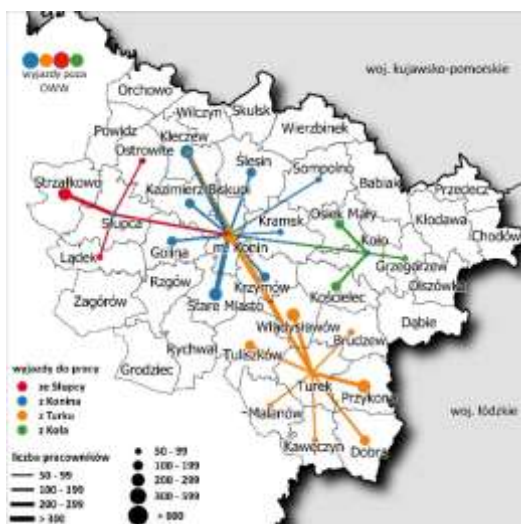 wyjazdy poza
OWW
woj. kujawsko-pomorskie
Orchowo
Wilczyn
Skulsk
Wierzbinek
Powidz
Kleczew
Ostrowite
Ślesin
Sompolno
Babiak
Przedecz
Strzałkowo
Kazimierz Biskupi
Osiek Mały
Kłodawa
Słupca
Kramsk
Koło
Chodów
m. Konin
Lądek
Golina
Grzegorzew
Olszówka
Rzgów
Krzymów
Kościelec
Zagórów
Stare Miasto
Dąbie
Władysławów
Brudzew
Rychwał
Tuliszków
Grodziec
Turek
Przykona
woj. łódzkie
Malanów
Kawęczyn
Dobra
wyjazdy do pracy
ze Słupcy
z Konina
z Turku
z Koła
liczba pracowników
50 - 99
100 - 199
200 - 299
> 300
50 - 99
100 - 199
200 - 299
300 - 599
> 600